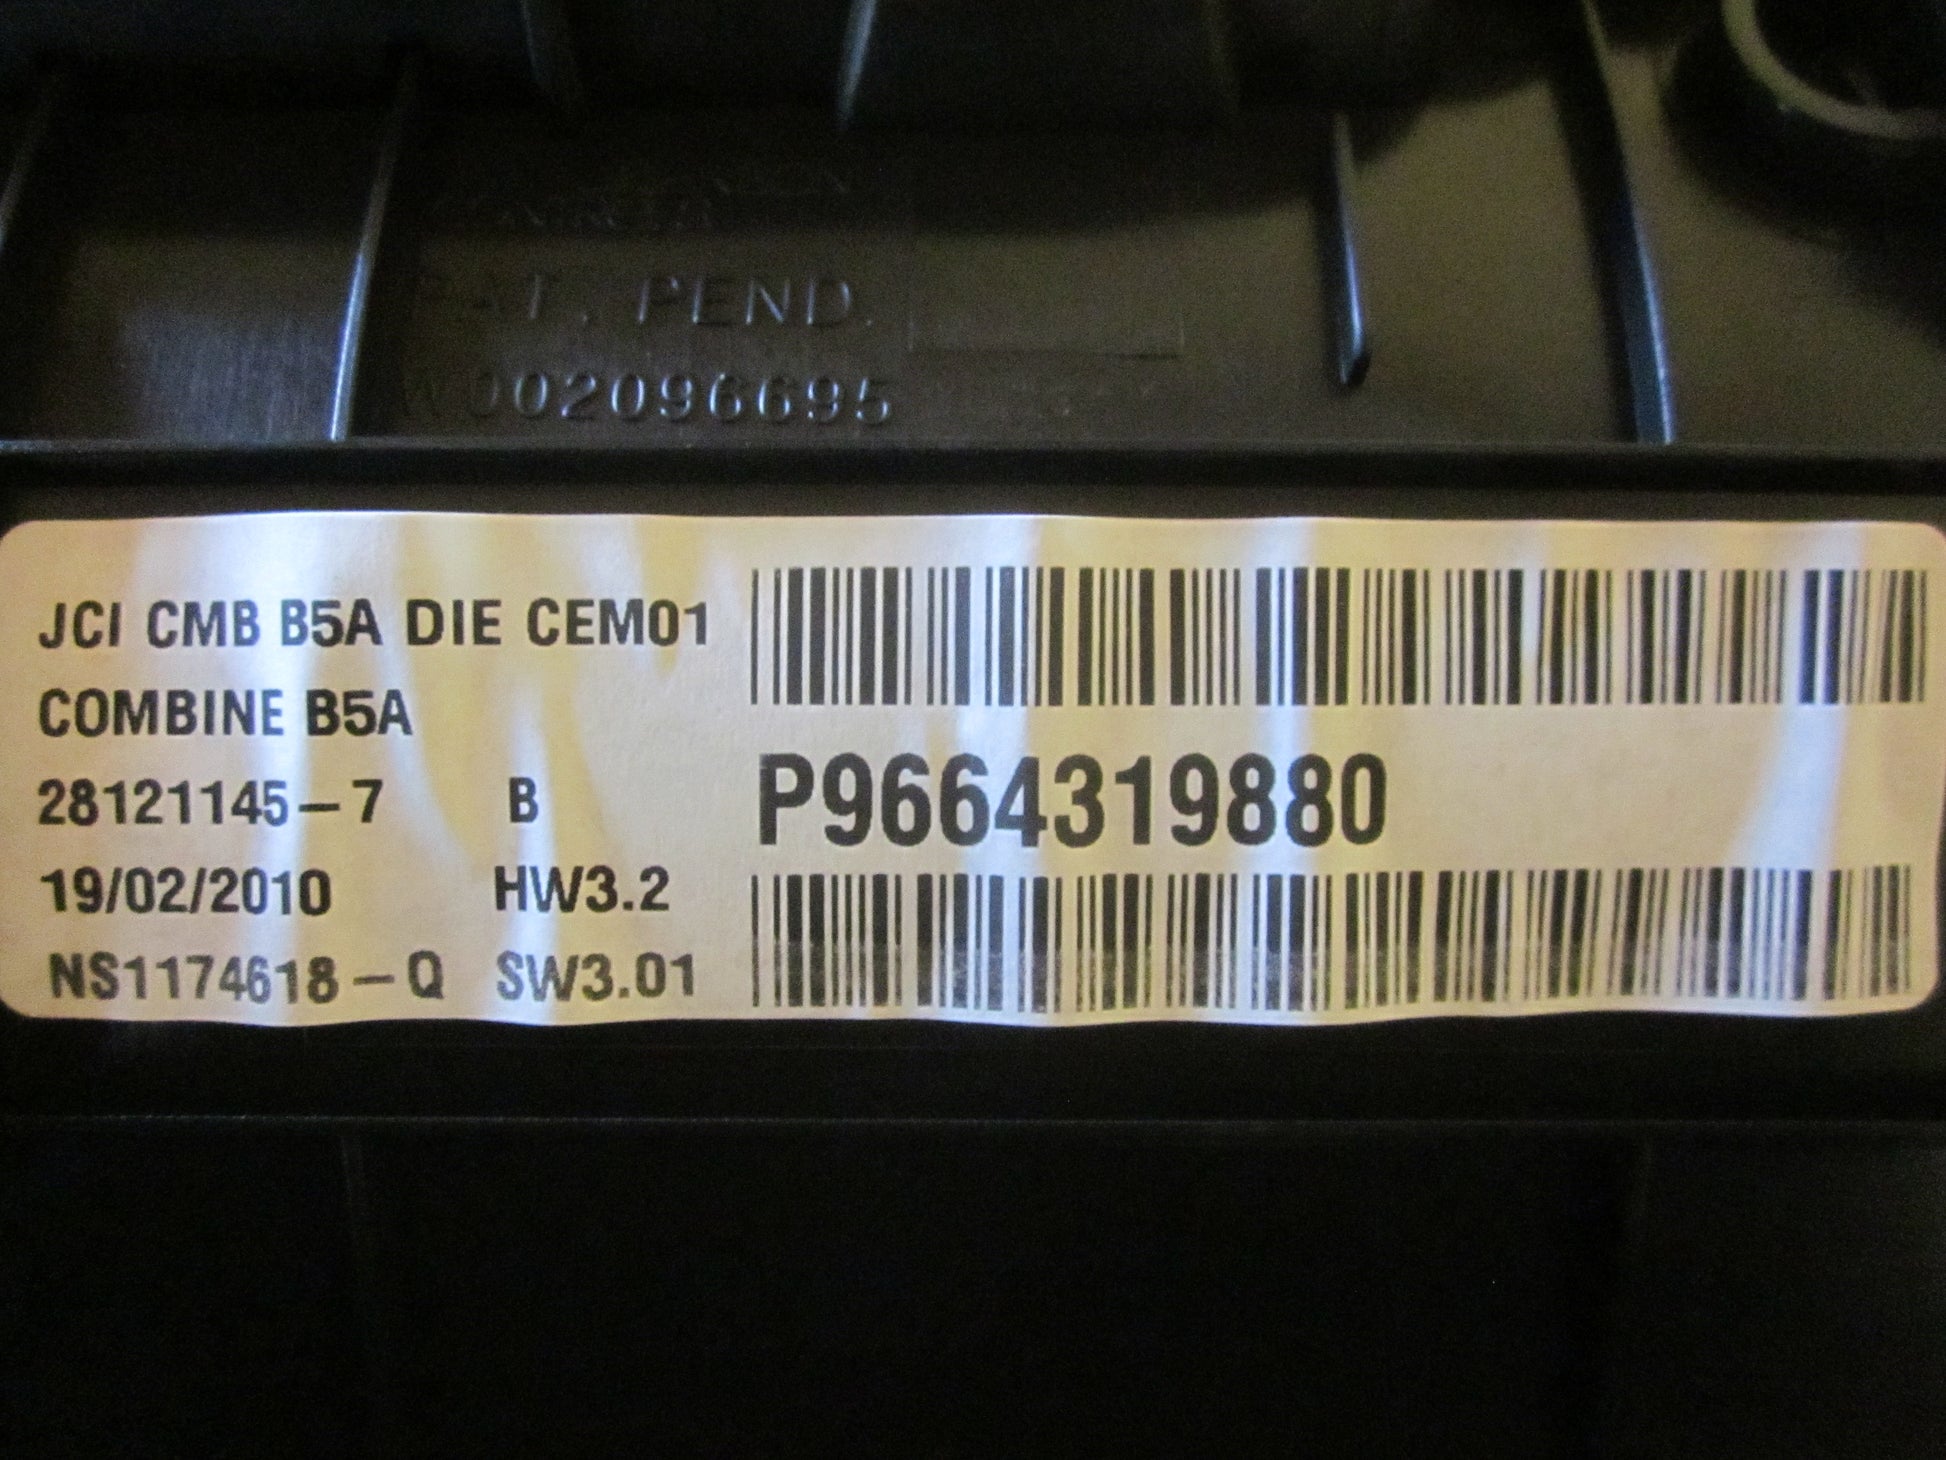 PAT. PEND.
W002096695
JCI CMB B5A DIE CEM01
COMBINE B5A
28121145-7 B
19/02/2010 HW3.2
NS1174618-Q SW3.01
P9664319880